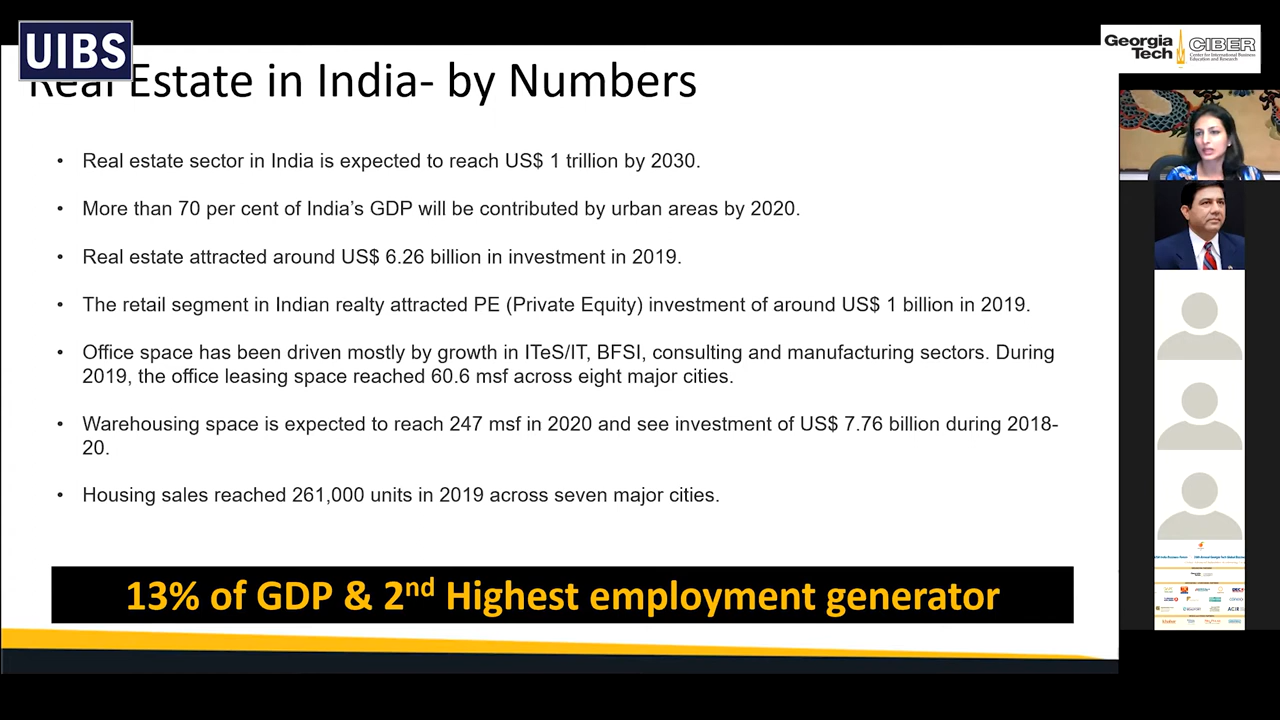 UIBS
Georgia
Tech
CIBER
Center for International Business
Education and Research
Real Estate in India- by Numbers
• Real estate sector in India is expected to reach US$ 1 trillion by 2030.
• More than 70 per cent of India’s GDP will be contributed by urban areas by 2020.
• Real estate attracted around US$ 6.26 billion in investment in 2019.
• The retail segment in Indian realty attracted PE (Private Equity) investment of around US$ 1 billion in 2019.
• Office space has been driven mostly by growth in ITeS/IT, BFSI, consulting and manufacturing sectors. During
2019, the office leasing space reached 60.6 msf across eight major cities.
• Warehousing space is expected to reach 247 msf in 2020 and see investment of US$ 7.76 billion during 2018-
20.
• Housing sales reached 261,000 units in 2019 across seven major cities.
13% of GDP & 2nd Hignest employment generator